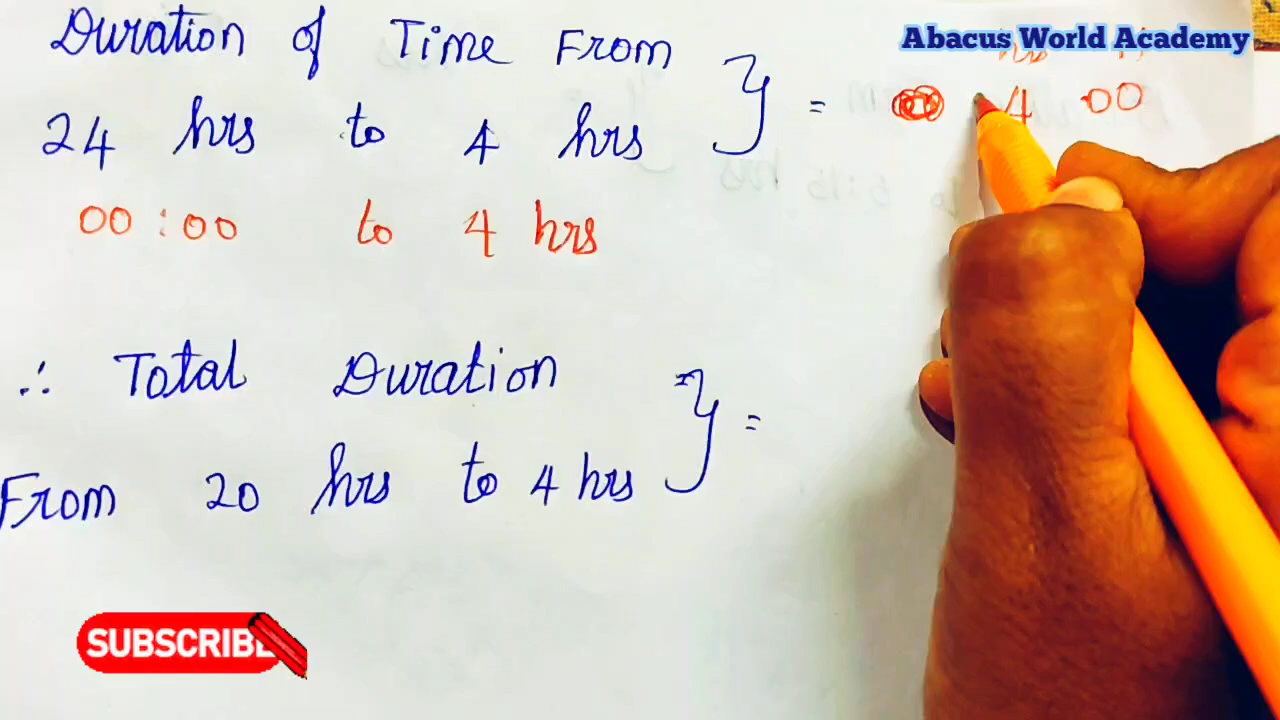 Abacus World Academy
Duration of Time From
24 hrs to 4 hrs } = 4 00
00:00 to 4 hrs
∴ Total Duration
From 20 hrs to 4 hrs } =
SUBSCRIBE